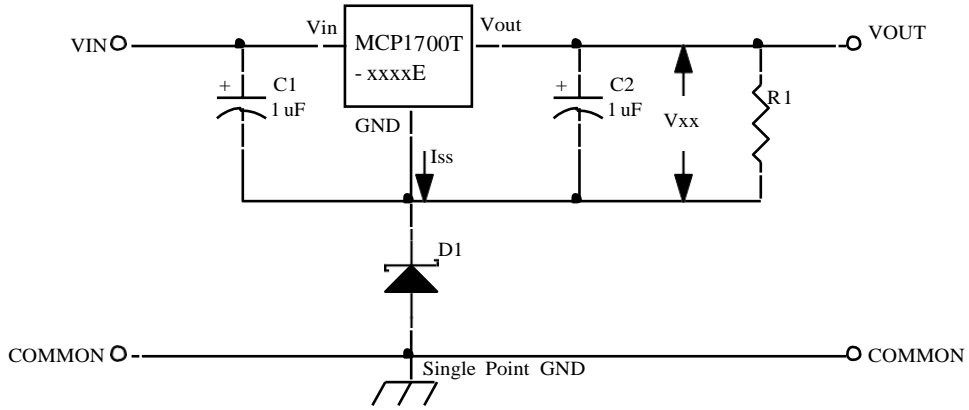 Vin
Vout
VIN
MCP1700T
VOUT
- xxxxE
+
C1
1 uF
+
C2
1 uF
R1
GND
Vxx
Iss
D1
COMMON
COMMON
Single Point GND